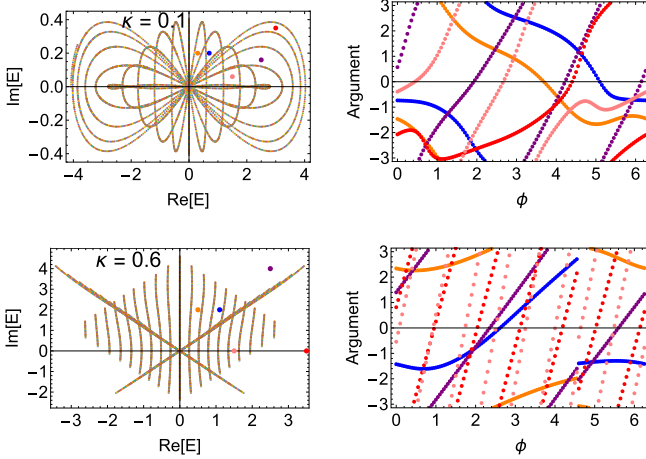 κ = 0.1
Im[E]
0.4
0.2
0.0
−0.2
−0.4
−4 −2 0 2 4
Re[E]
Argument
3
2
1
0
−1
−2
−3
0 1 2 3 4 5 6
ϕ
κ = 0.6
Im[E]
4
3
2
1
0
−1
−2
−3 −2 −1 0 1 2 3
Re[E]
Argument
3
2
1
0
−1
−2
−3
0 1 2 3 4 5 6
ϕ